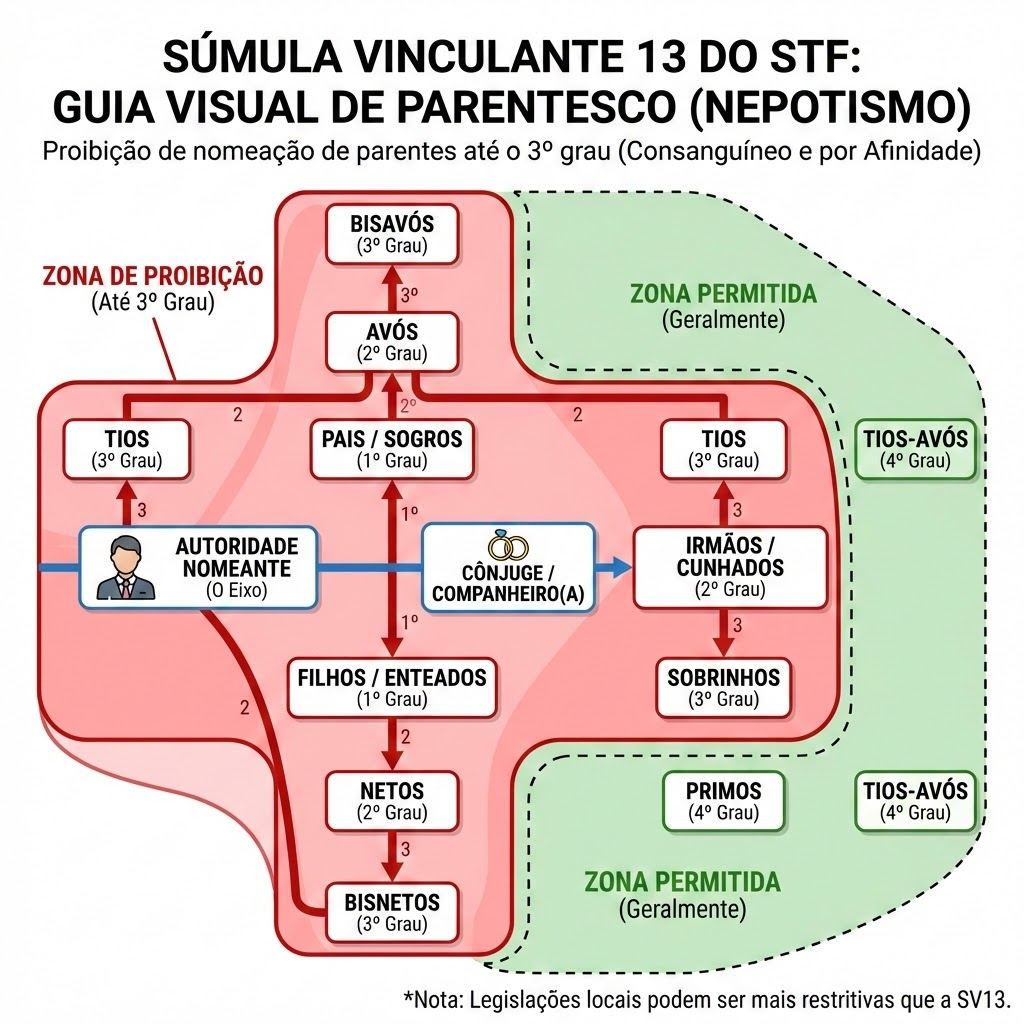 SÚMULA VINCULANTE 13 DO STF:
GUIA VISUAL DE PARENTESCO (NEPOTISMO)
Proibição de nomeação de parentes até o 3º grau (Consanguíneo e por Afinidade)
BISAVÓS
(3º Grau)
ZONA DE PROIBIÇÃO
(Até 3º Grau)
ZONA PERMITIDA
(Geralmente)
3º
AVÓS
(2º Grau)
2
2º
2
TIOS
(3º Grau)
PAIS / SOGROS
(1º Grau)
TIOS
(3º Grau)
TIOS-AVÓS
(4º Grau)
3
1º
3
AUTORIDADE
NOMEANTE
(O Eixo)
CÔNJUGE /
COMPANHEIRO(A)
IRMÃOS /
CUNHADOS
(2º Grau)
1º
3
FILHOS / ENTEADOS
(1º Grau)
SOBRINHOS
(3º Grau)
2
2
NETOS
(2º Grau)
PRIMOS
(4º Grau)
TIOS-AVÓS
(4º Grau)
3
BISNETOS
(3º Grau)
ZONA PERMITIDA
(Geralmente)
*Nota: Legislações locais podem ser mais restritivas que a SV13.